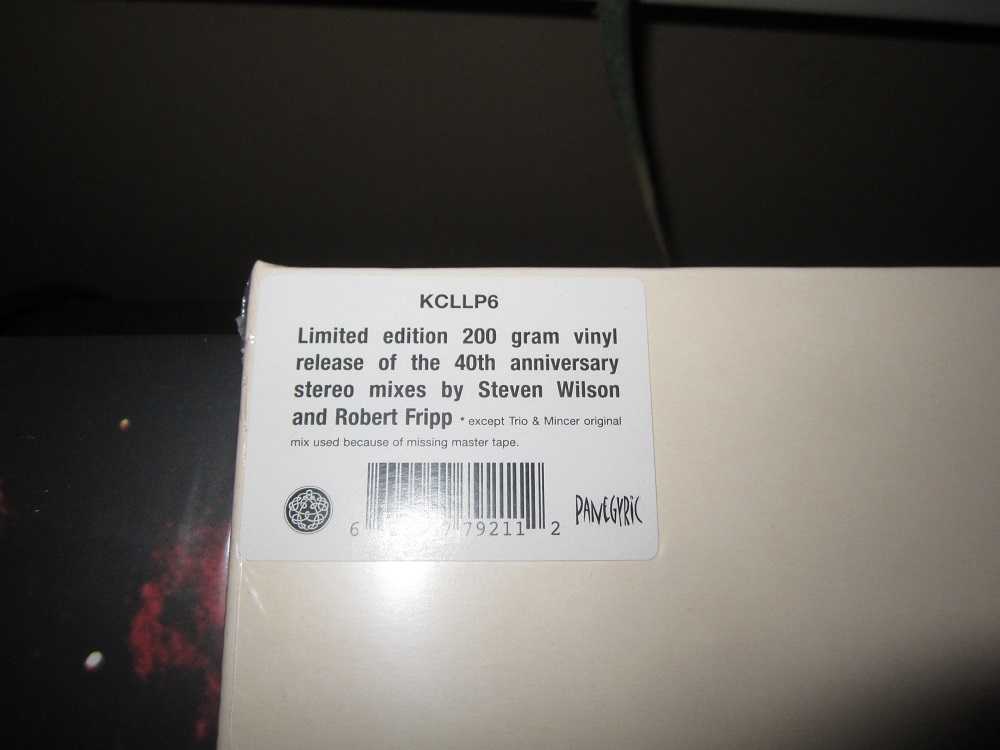 KCLLP6
Limited edition 200 gram vinyl
release of the 40th anniversary
stereo mixes by Steven Wilson
and Robert Fripp * except Trio & Mincer original
mix used because of missing master tape.
PANEGYRIC
6 79211 2